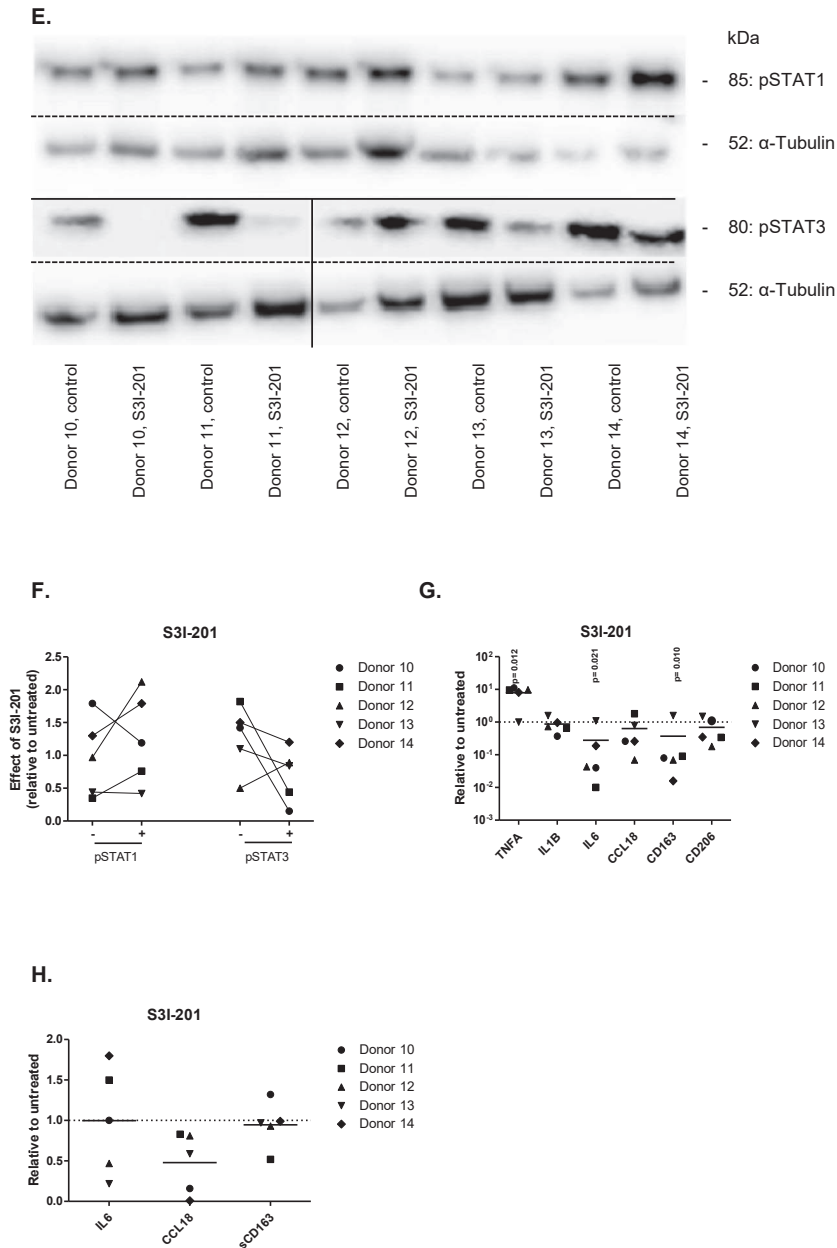 E.
kDa
- 85: pSTAT1
- 52: α-Tubulin
- 80: pSTAT3
- 52: α-Tubulin
Donor 10, control
Donor 10, S3I-201
Donor 11, control
Donor 11, S3I-201
Donor 12, control
Donor 12, S3I-201
Donor 13, control
Donor 13, S3I-201
Donor 14, control
Donor 14, S3I-201
F.
S3I-201
Effect of S3I-201
(relative to untreated)
2.5
2.0
1.5
1.0
0.5
0.0
- + - +
pSTAT1 pSTAT3
Donor 10
Donor 11
Donor 12
Donor 13
Donor 14
G.
S3I-201
Relative to untreated
10²
10¹
10⁰
10⁻¹
10⁻²
10⁻³
p= 0.012
p= 0.021
p= 0.010
TNFA
IL1B
IL6
CCL18
CD163
CD206
Donor 10
Donor 11
Donor 12
Donor 13
Donor 14
H.
S3I-201
Relative to untreated
2.0
1.5
1.0
0.5
0.0
IL6
CCL18
sCD163
Donor 10
Donor 11
Donor 12
Donor 13
Donor 14